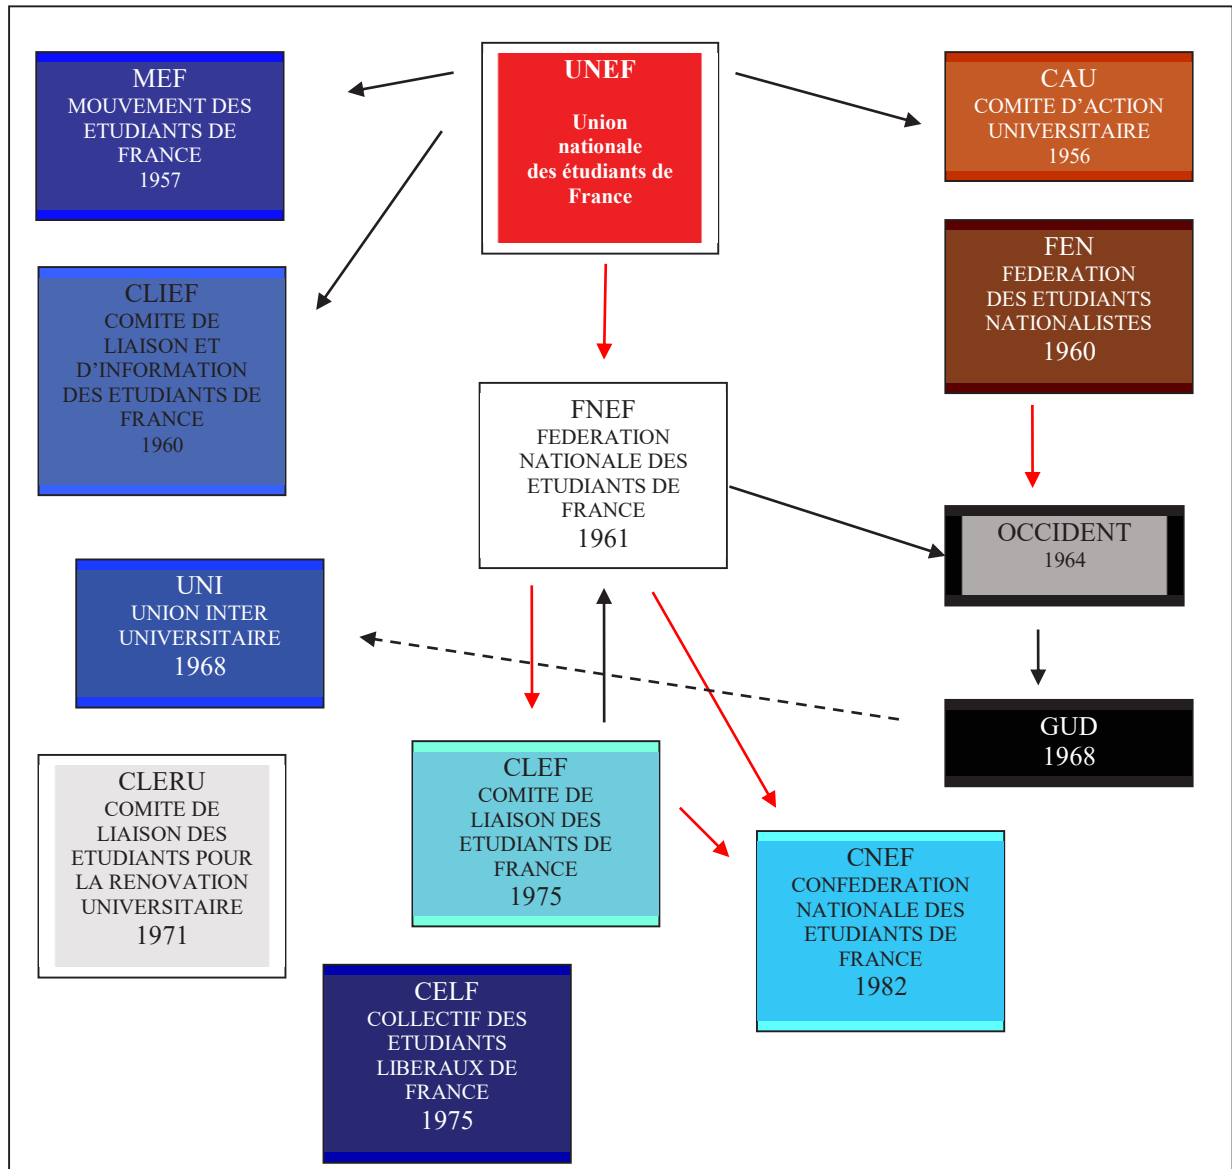 MEF
MOUVEMENT DES
ETUDIANTS DE
FRANCE
1957
UNEF
Union
nationale
des étudiants de
France
CAU
COMITE D'ACTION
UNIVERSITAIRE
1956
CLIEF
COMITE DE
LIAISON ET
D'INFORMATION
DES ETUDIANTS DE
FRANCE
1960
FEN
FEDERATION
DES ETUDIANTS
NATIONALISTES
1960
FNEF
FEDERATION
NATIONALE DES
ETUDIANTS DE
FRANCE
1961
OCCIDENT
1964
UNI
UNION INTER
UNIVERSITAIRE
1968
GUD
1968
CLERU
COMITE DE
LIAISON DES
ETUDIANTS POUR
LA RENOVATION
UNIVERSITAIRE
1971
CLEF
COMITE DE
LIAISON DES
ETUDIANTS DE
FRANCE
1975
CNEF
CONFEDERATION
NATIONALE DES
ETUDIANTS DE
FRANCE
1982
CELF
COLLECTIF DES
ETUDIANTS
LIBERAUX DE
FRANCE
1975